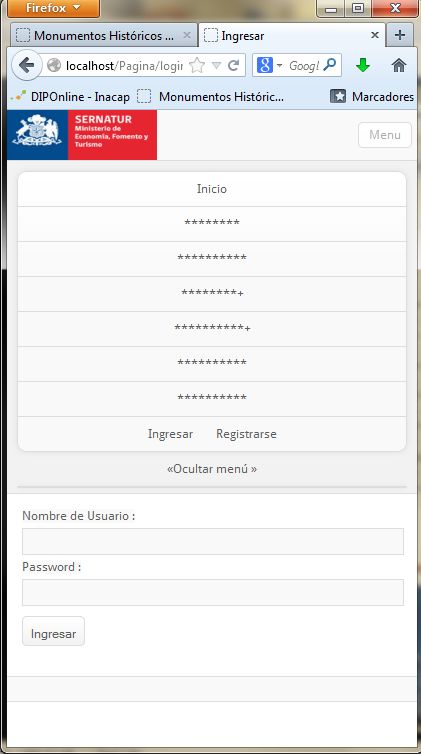 Firefox
Monumentos Históricos ...
Ingresar
localhost/Pagina/login
Googl
DIPOnline - Inacap
Monumentos Históric...
Marcadores
SERNATUR
Ministerio de
Economía, Fomento y
Turismo
Menu
Inicio
********
**********
********+
**********+
**********
**********
Ingresar Registrarse
«Ocultar menú »
Nombre de Usuario :
Password :
Ingresar